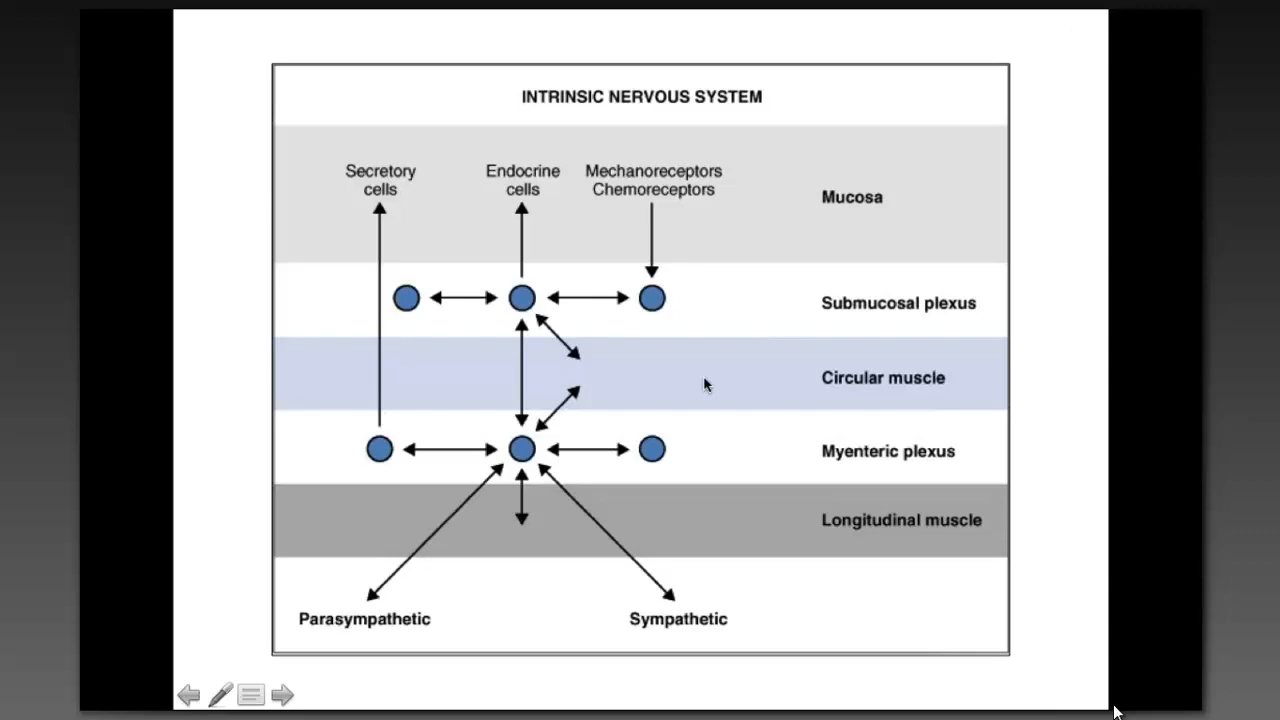 INTRINSIC NERVOUS SYSTEM
Secretory
cells
Endocrine
cells
Mechanoreceptors
Chemoreceptors
Mucosa
Submucosal plexus
Circular muscle
Myenteric plexus
Longitudinal muscle
Parasympathetic
Sympathetic